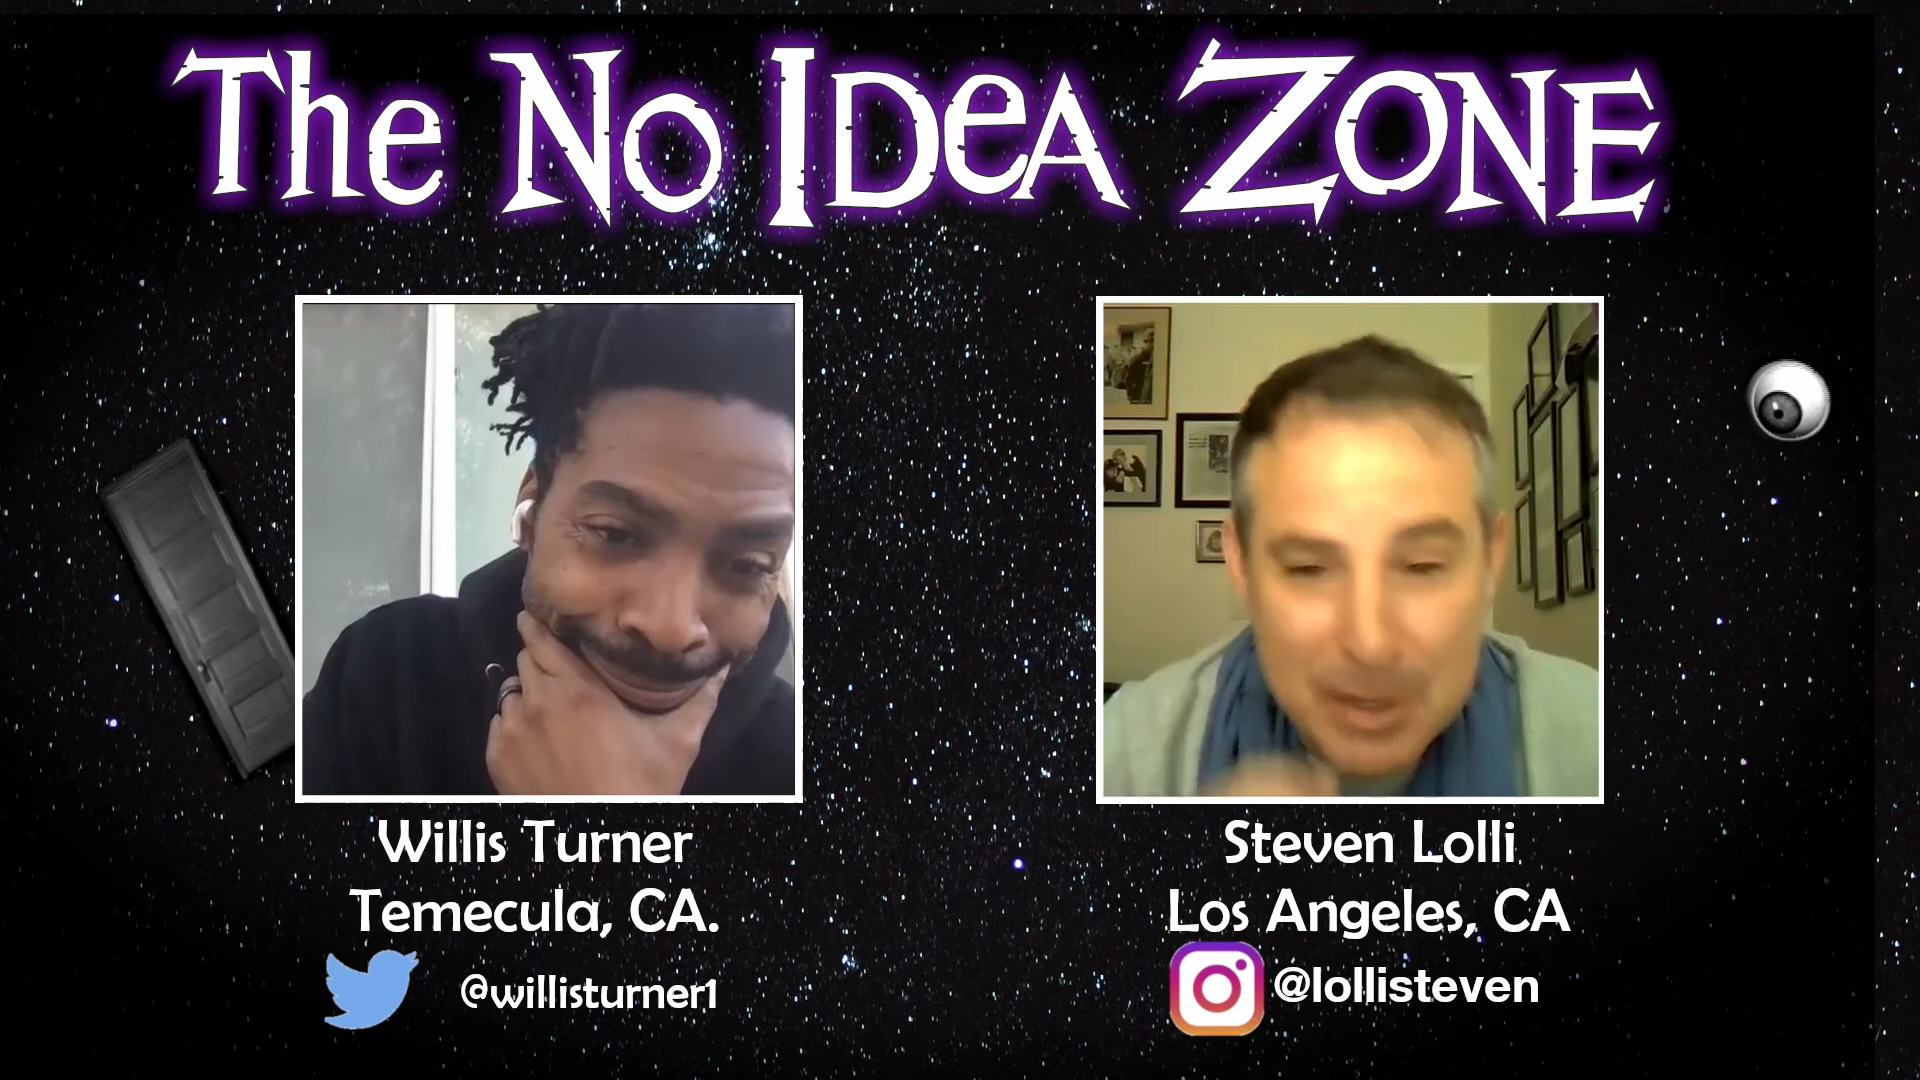 The No Idea Zone
Willis Turner
Temecula, CA.
@willisturner1
Steven Lolli
Los Angeles, CA
@lollisteven